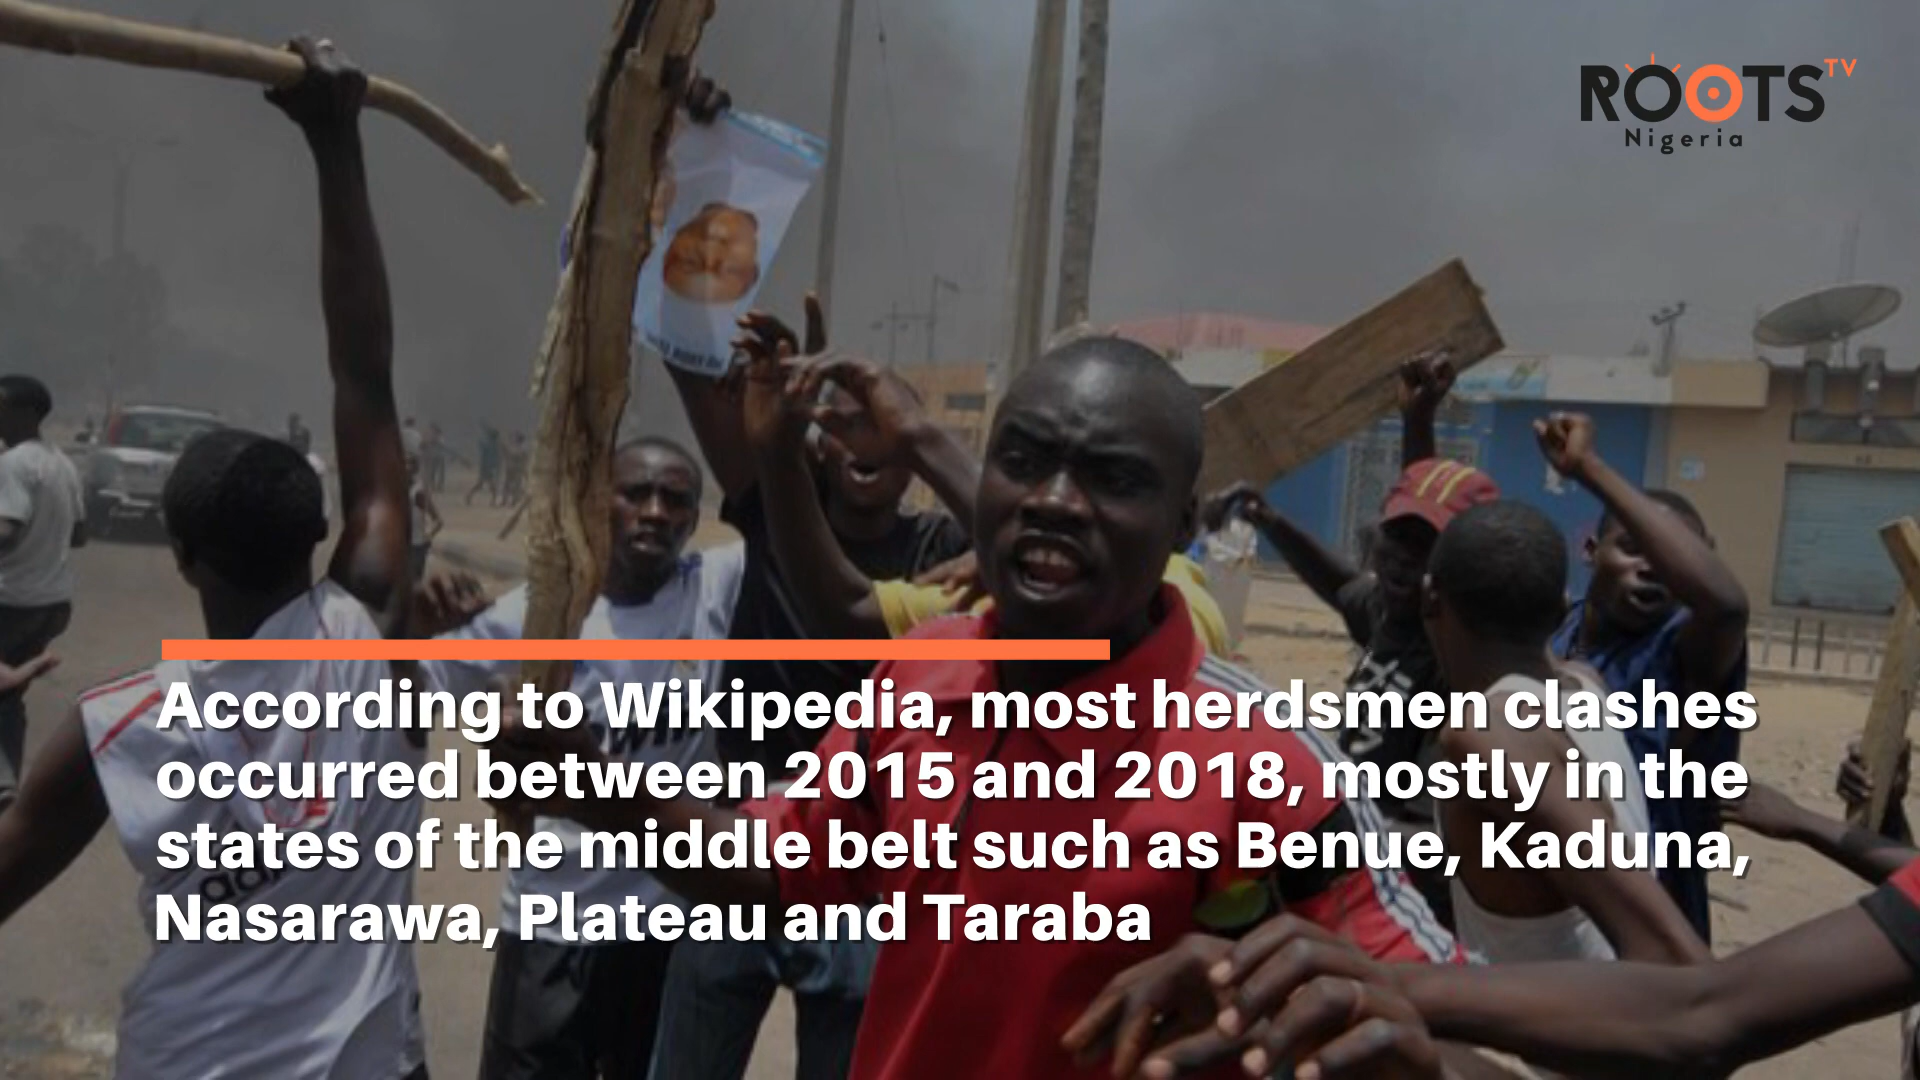 ROOTS TV
Nigeria
According to Wikipedia, most herdsmen clashes
occurred between 2015 and 2018, mostly in the
states of the middle belt such as Benue, Kaduna,
Nasarawa, Plateau and Taraba